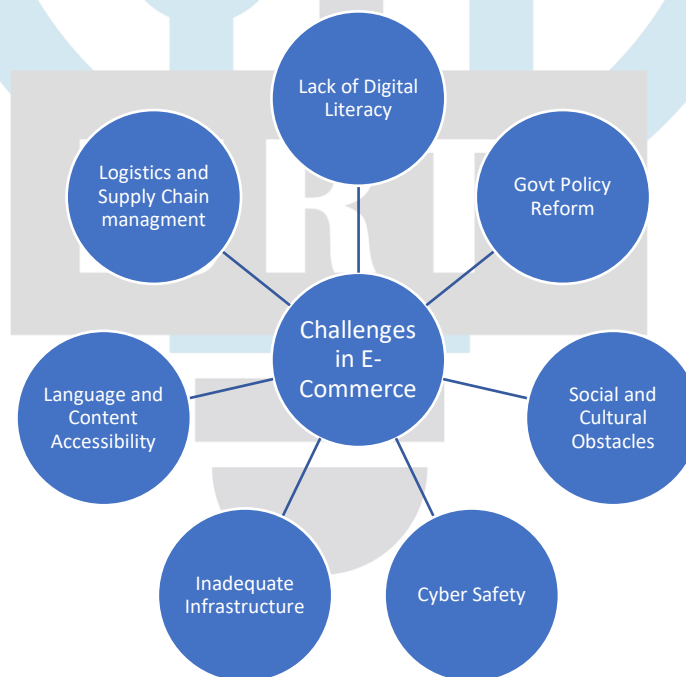 Lack of Digital
Literacy
Logistics and
Supply Chain
managment
Govt Policy
Reform
Challenges
in E-
Commerce
Language and
Content
Accessibility
Social and
Cultural
Obstacles
Inadequate
Infrastructure
Cyber Safety